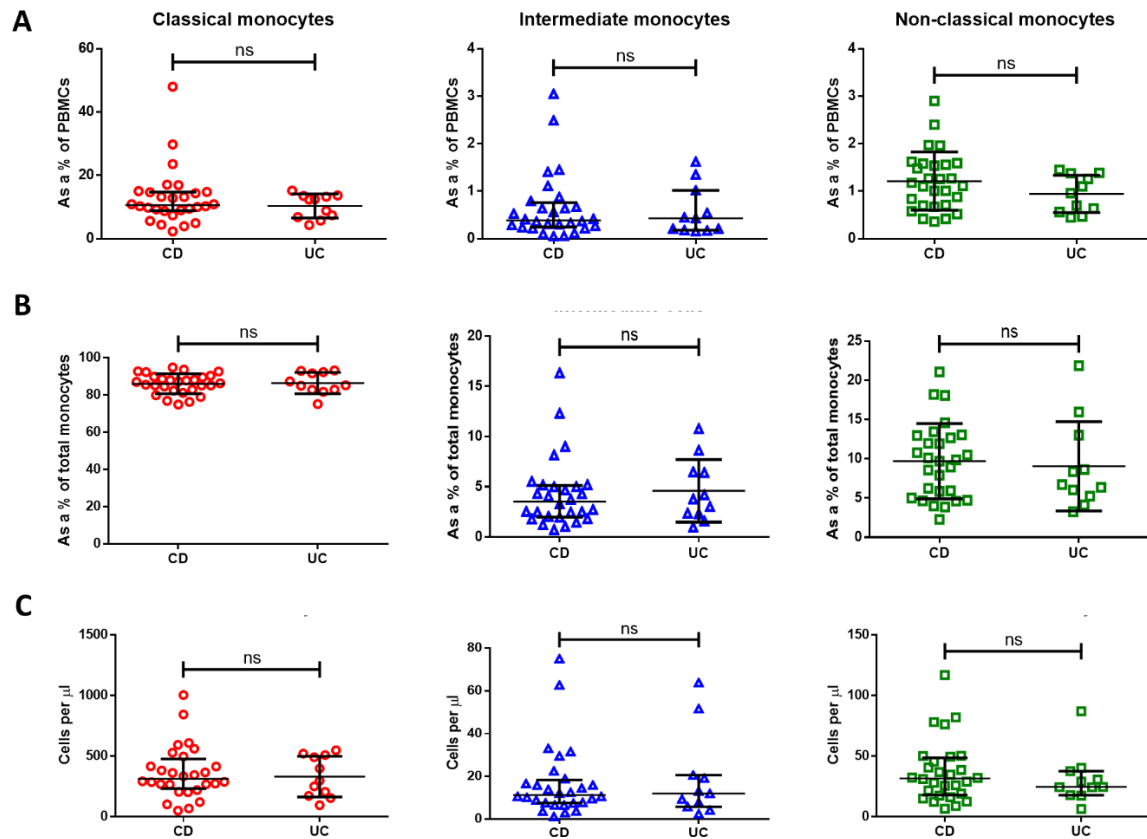 A
Classical monocytes
Intermediate monocytes
Non-classical monocytes
As a % of PBMCs
60
40
20
0
ns
CD
UC
As a % of PBMCs
4
3
2
1
0
ns
CD
UC
As a % of PBMCs
4
3
2
1
0
ns
CD
UC
B
As a % of total monocytes
100
80
60
40
20
0
ns
CD
UC
As a % of total monocytes
20
15
10
5
0
ns
CD
UC
As a % of total monocytes
25
20
15
10
5
0
ns
CD
UC
C
Cells per µl
1500
1000
500
0
ns
CD
UC
Cells per µl
80
60
40
20
0
ns
CD
UC
Cells per µl
150
100
50
0
ns
CD
UC